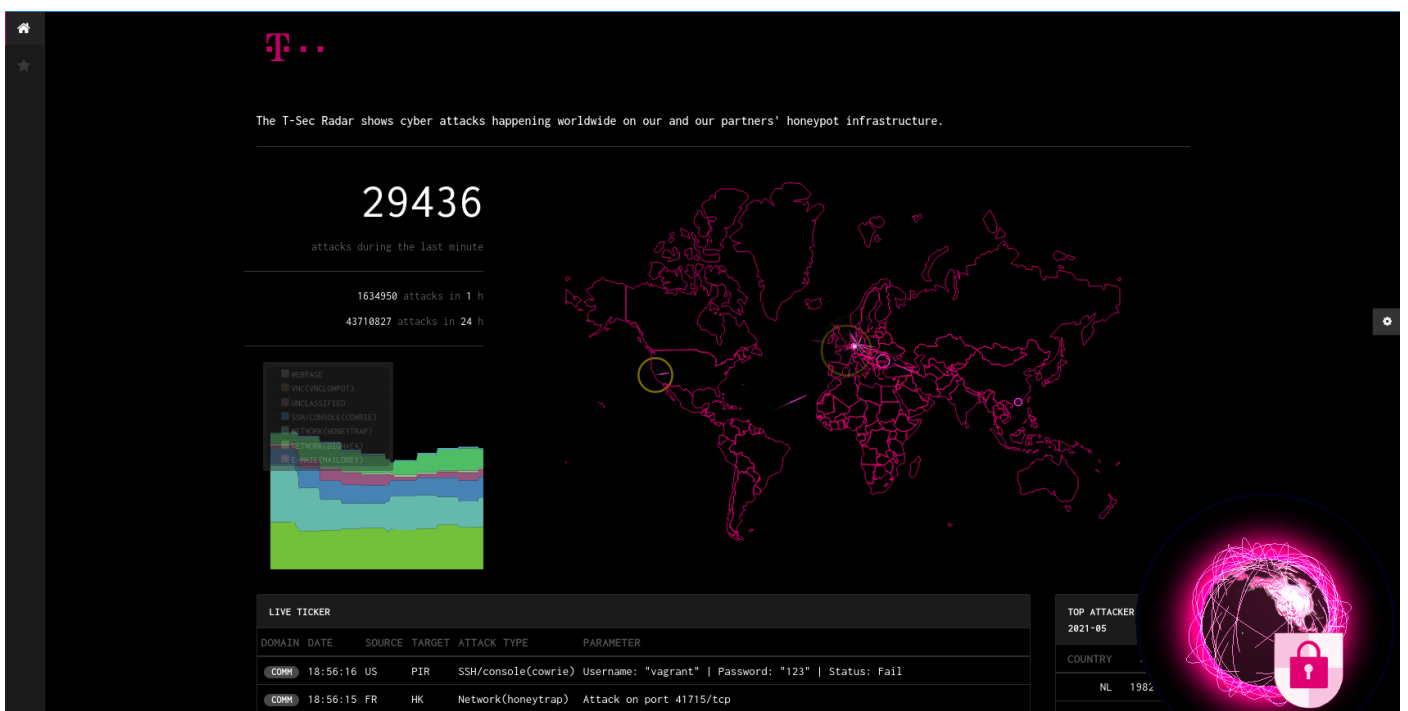 T
The T-Sec Radar shows cyber attacks happening worldwide on our and our partners' honeypot infrastructure.
29436
attacks during the last minute
1634950 attacks in 1 h
43710827 attacks in 24 h
WEBPAGE
VNC(VNCLOWPOT)
UNCLASSIFIED
SSH/CONSOLE(COWRIE)
NETWORK(HONEYTRAP)
NETWORK(DIONAEA)
E-MAIL(MAILONEY)
LIVE TICKER
DOMAIN DATE SOURCE TARGET ATTACK TYPE PARAMETER
COMM 18:56:16 US PIR SSH/console(cowrie) Username: "vagrant" | Password: "123" | Status: Fail
COMM 18:56:15 FR HK Network(honeytrap) Attack on port 41715/tcp
TOP ATTACKER
2021-05
COUNTRY
NL 1982